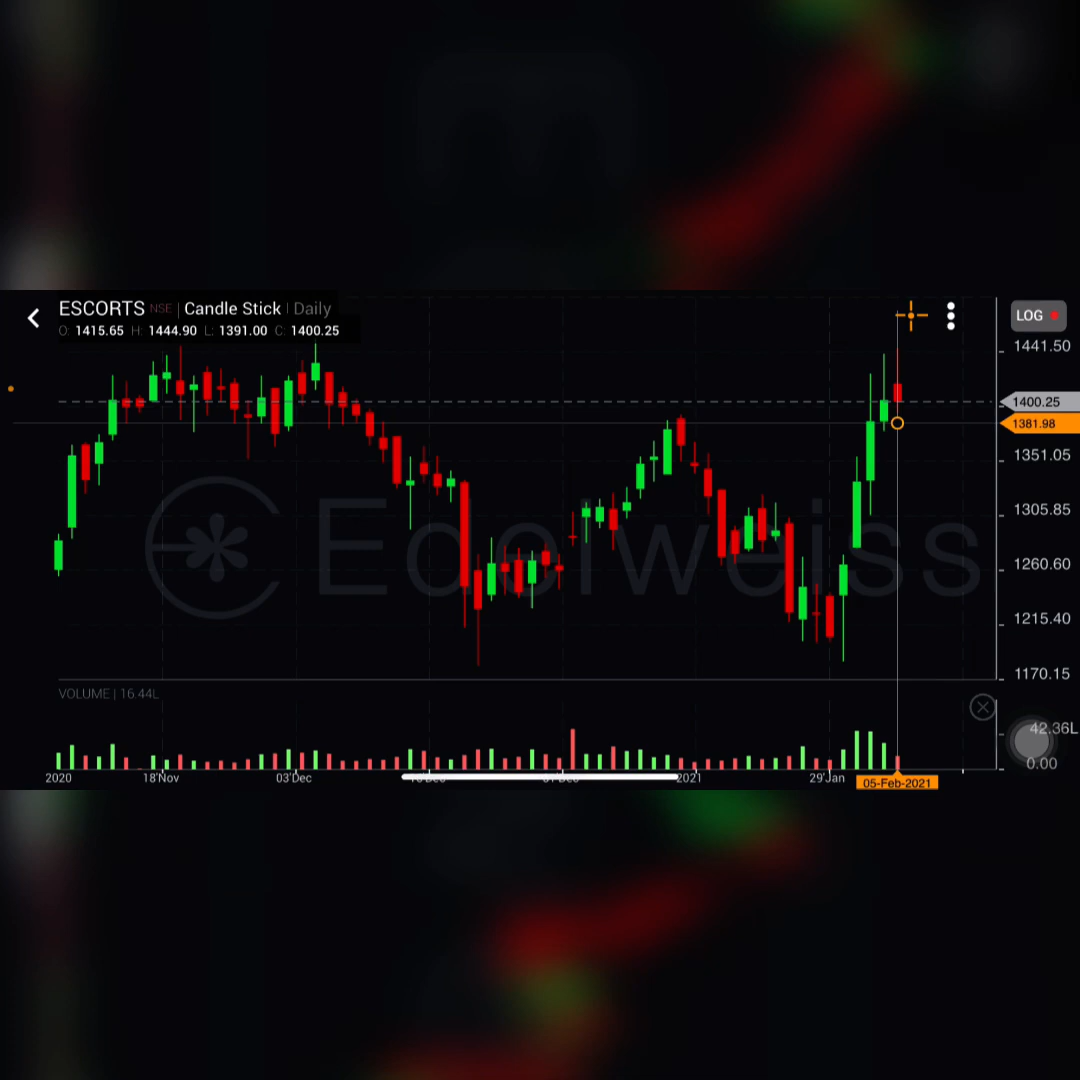 ESCORTS NSE | Candle Stick | Daily
O: 1415.65 H: 1444.90 L: 1391.00 C: 1400.25
LOG
1441.50
1400.25
1381.98
1351.05
1305.85
Edelweiss
1260.60
1215.40
1170.15
VOLUME | 16.44L
42.36L
0.00
2020 18'Nov 03'Dec 2021 29'Jan
05-Feb-2021